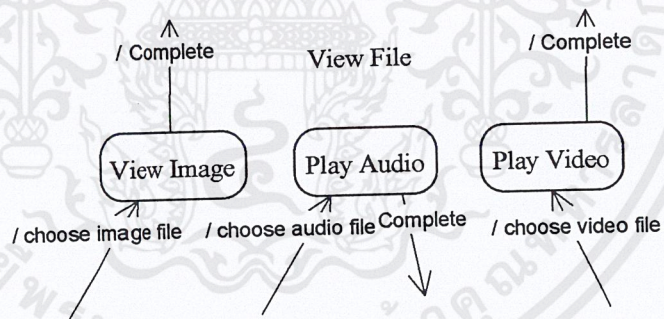 / Complete
View File
/ Complete
View Image
Play Audio
Play Video
/ choose image file
/ choose audio file
Complete
/ choose video file